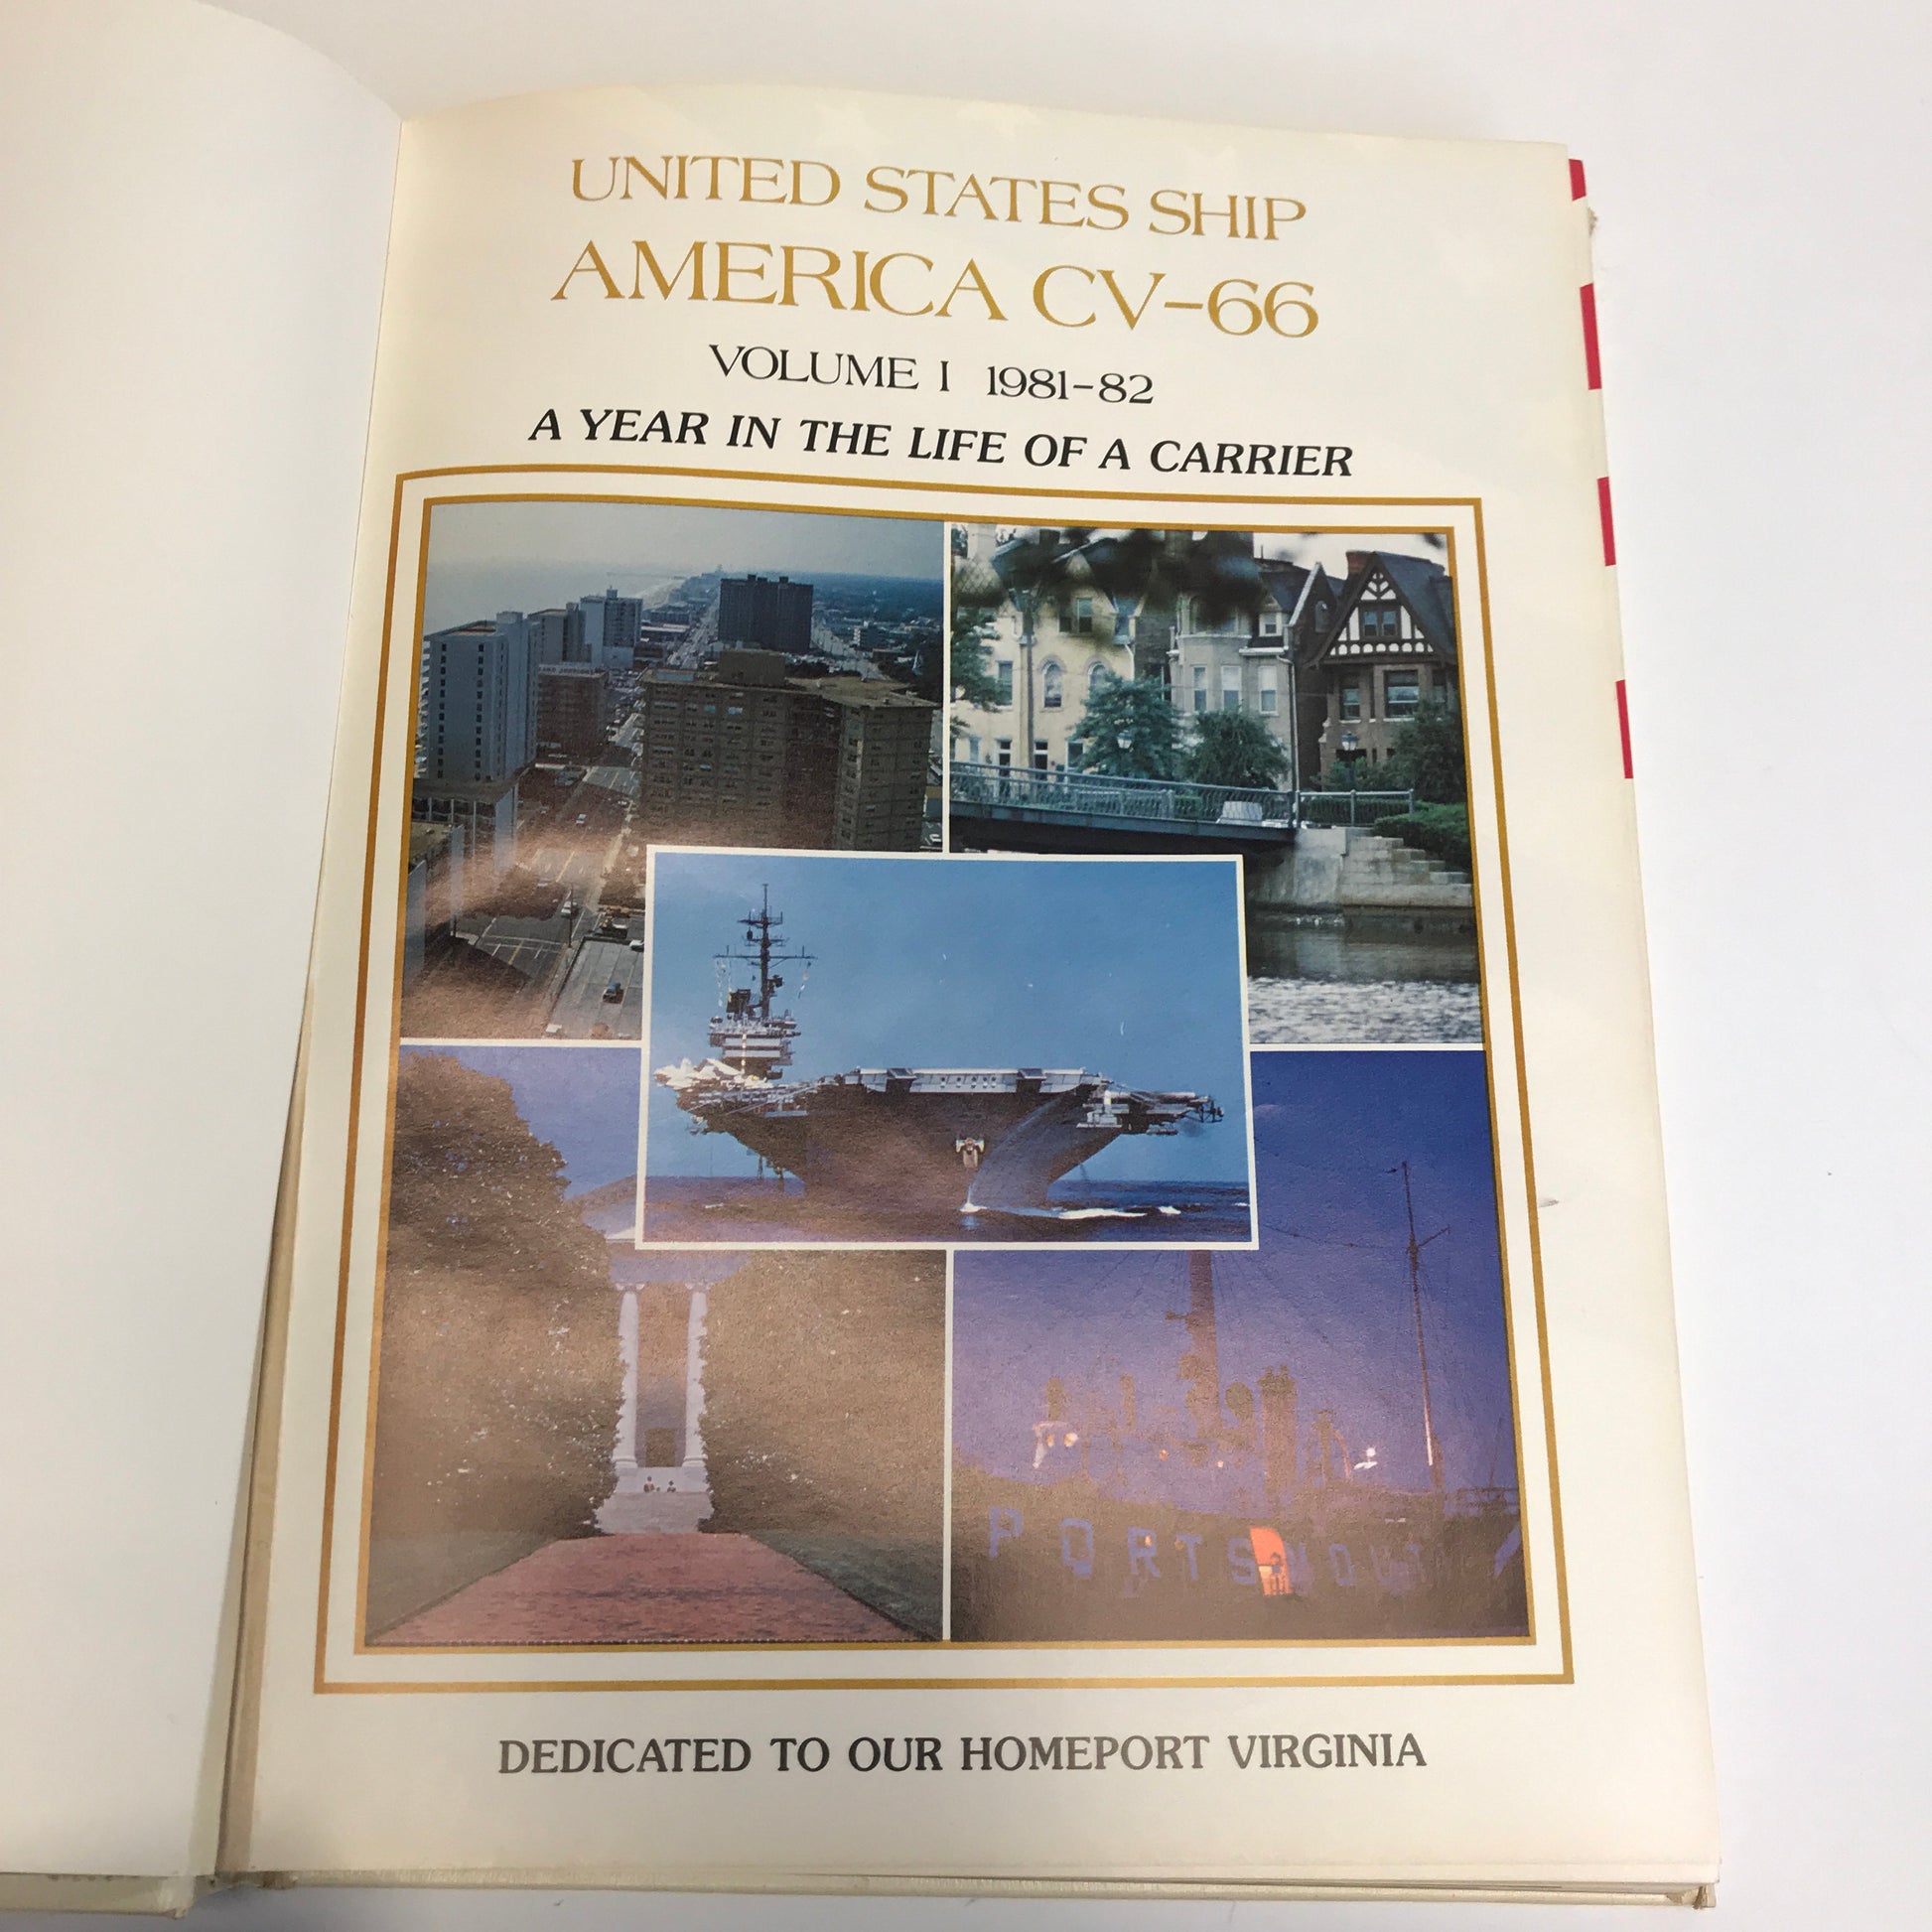 UNITED STATES SHIP
AMERICA CV-66
VOLUME I 1981-82
A YEAR IN THE LIFE OF A CARRIER
PORTSMOUTH
DEDICATED TO OUR HOMEPORT VIRGINIA